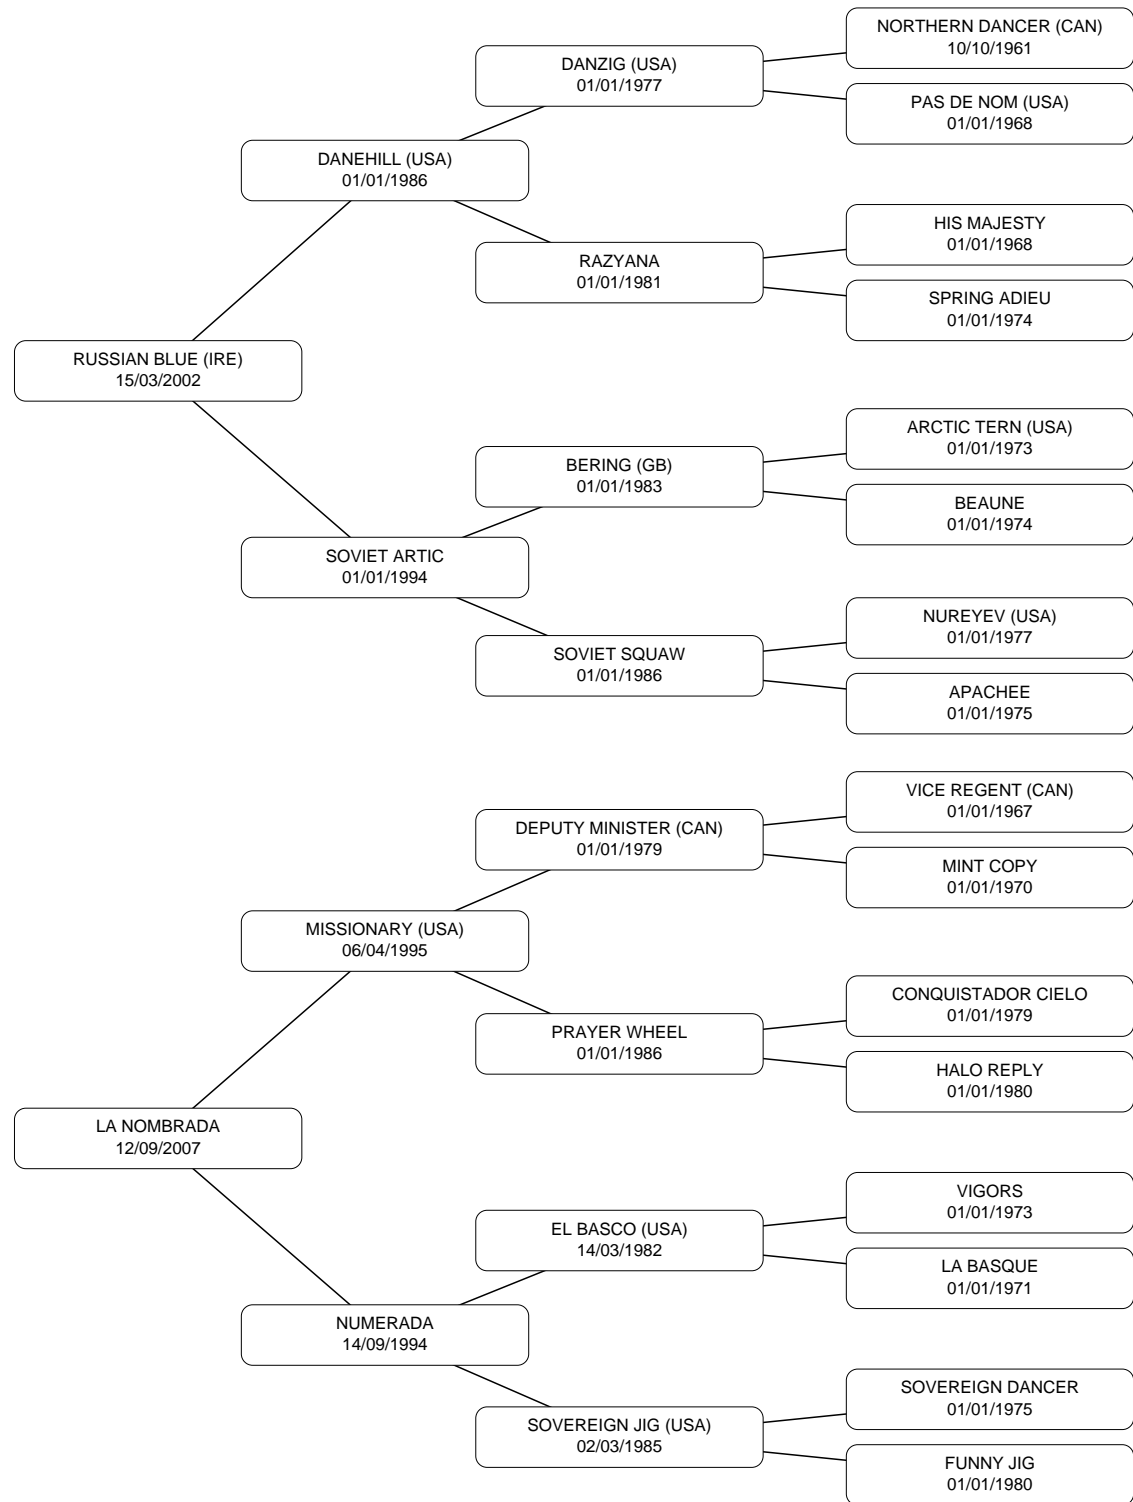 NORTHERN DANCER (CAN)
10/10/1961
DANZIG (USA)
01/01/1977
PAS DE NOM (USA)
01/01/1968
DANEHILL (USA)
01/01/1986
HIS MAJESTY
01/01/1968
RAZYANA
01/01/1981
SPRING ADIEU
01/01/1974
RUSSIAN BLUE (IRE)
15/03/2002
ARCTIC TERN (USA)
01/01/1973
BERING (GB)
01/01/1983
BEAUNE
01/01/1974
SOVIET ARTIC
01/01/1994
NUREYEV (USA)
01/01/1977
SOVIET SQUAW
01/01/1986
APACHEE
01/01/1975
VICE REGENT (CAN)
01/01/1967
DEPUTY MINISTER (CAN)
01/01/1979
MINT COPY
01/01/1970
MISSIONARY (USA)
06/04/1995
CONQUISTADOR CIELO
01/01/1979
PRAYER WHEEL
01/01/1986
HALO REPLY
01/01/1980
LA NOMBRADA
12/09/2007
VIGORS
01/01/1973
EL BASCO (USA)
14/03/1982
LA BASQUE
01/01/1971
NUMERADA
14/09/1994
SOVEREIGN DANCER
01/01/1975
SOVEREIGN JIG (USA)
02/03/1985
FUNNY JIG
01/01/1980